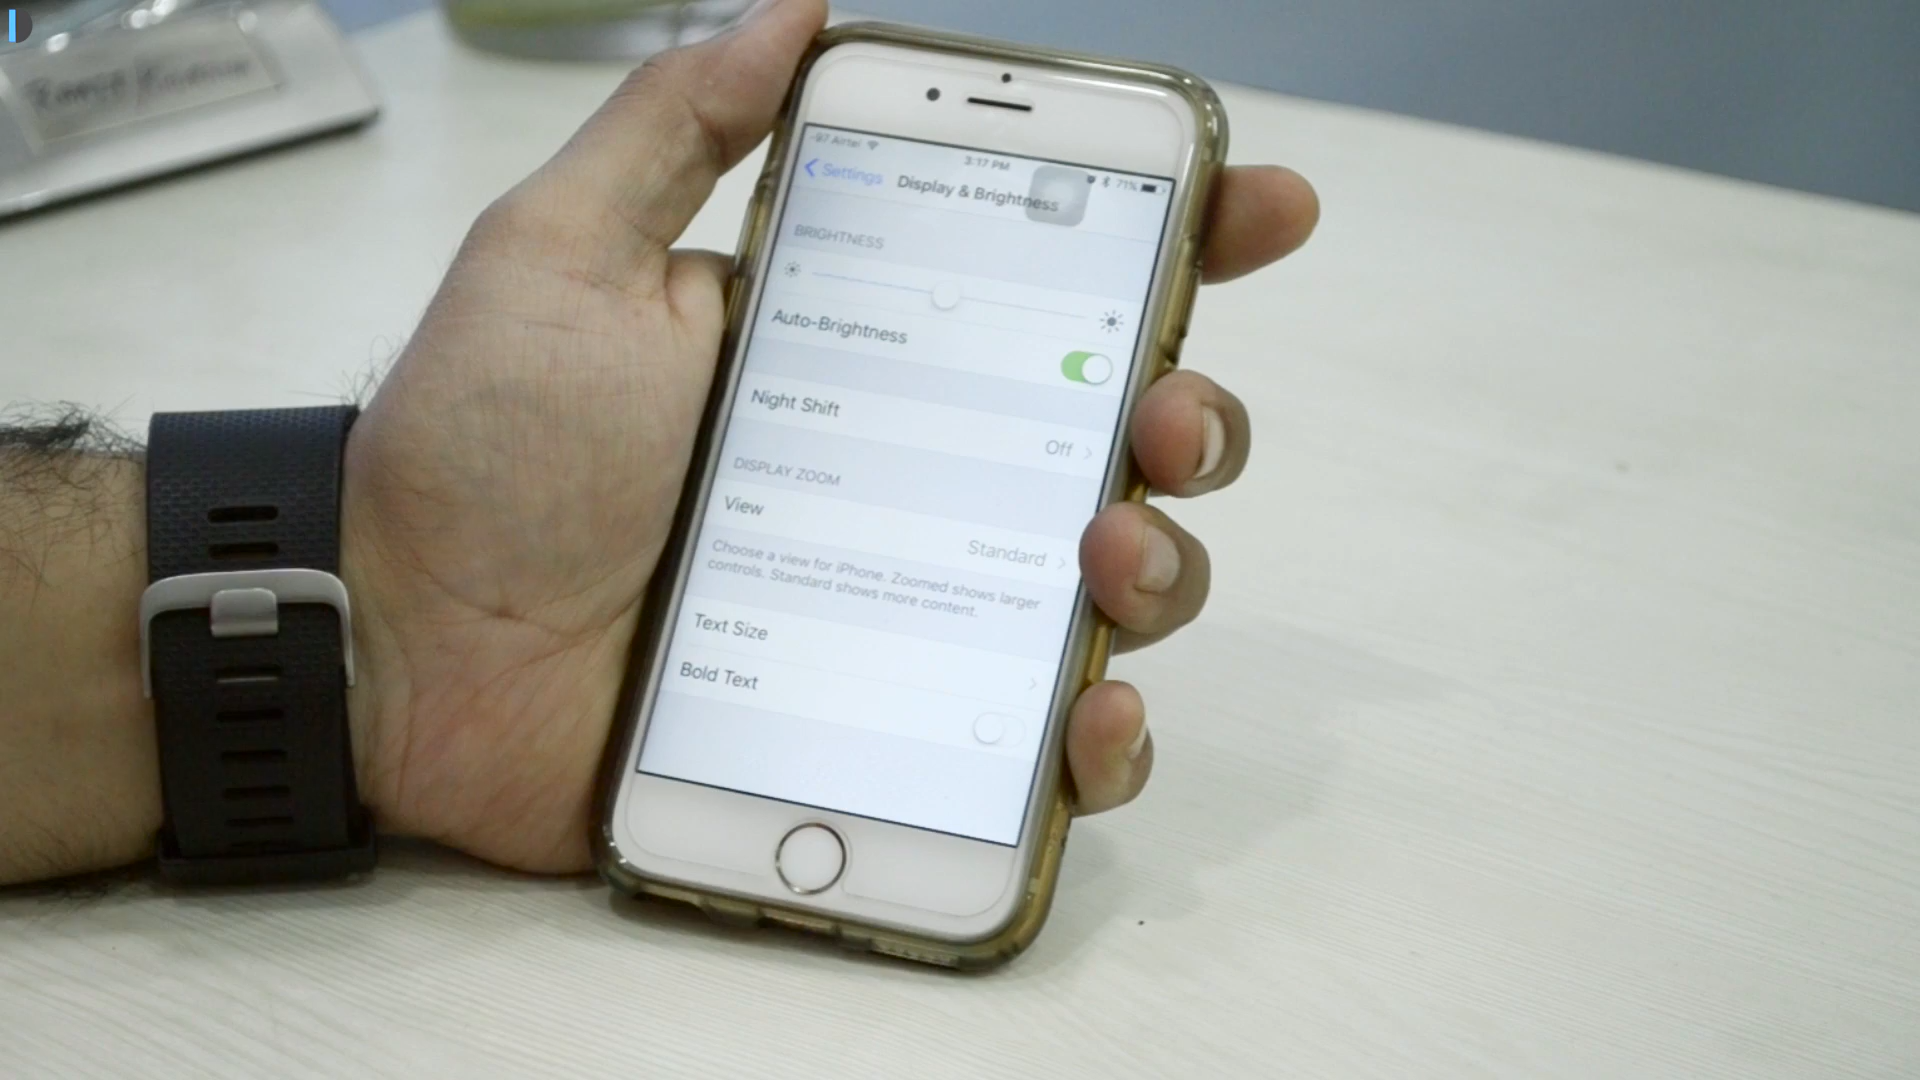 -97 Airtel
3:17 PM
71%
Settings
Display & Brightness
BRIGHTNESS
Auto-Brightness
Night Shift
Off
DISPLAY ZOOM
View
Standard
Choose a view for iPhone. Zoomed shows larger
controls. Standard shows more content.
Text Size
Bold Text